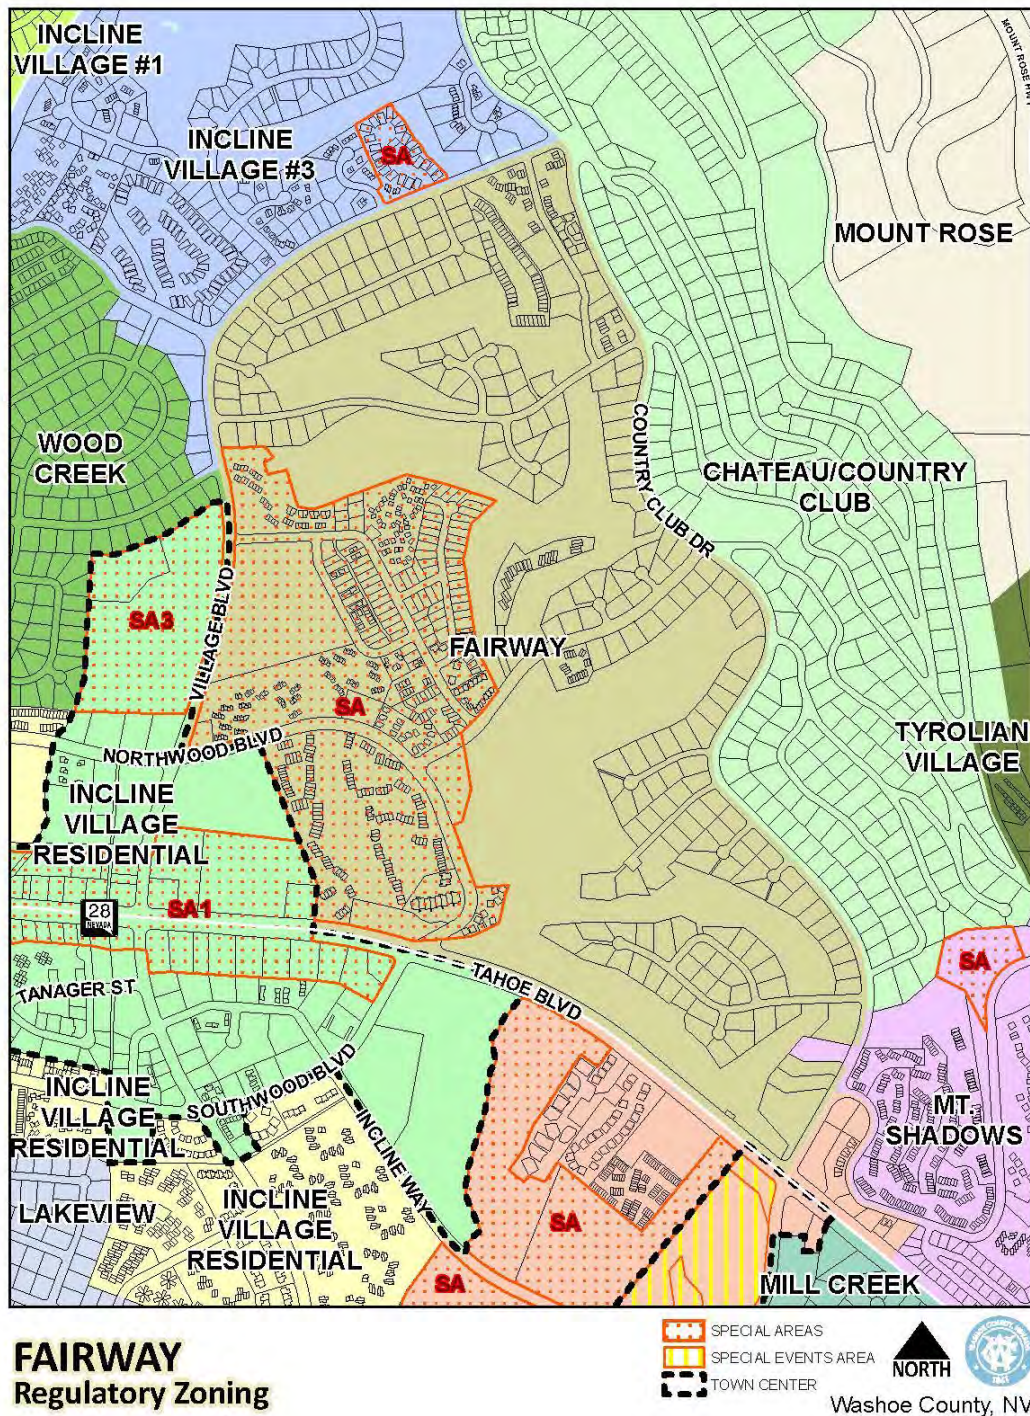 INCLINE
VILLAGE #1
MOUNT ROSE HWY
INCLINE
VILLAGE #3
SA
MOUNT ROSE
WOOD
CREEK
COUNTRY CLUB DR
CHATEAU/COUNTRY
CLUB
SA3
VILLAGE BLVD
FAIRWAY
SA
NORTHWOOD BLVD
TYROLIAN
VILLAGE
INCLINE
VILLAGE
RESIDENTIAL
SA1
28
NEVADA
SA
TAHOE BLVD
TANAGER ST
SOUTHWOOD BLVD
INCLINE
VILLAGE
RESIDENTIAL
INCLINE WAY
MT.
SHADOWS
LAKEVIEW
INCLINE
VILLAGE
RESIDENTIAL
SA
SA
MILL CREEK
FAIRWAY
Regulatory Zoning
SPECIAL AREAS
SPECIAL EVENTS AREA
TOWN CENTER
NORTH
Washoe County, NV